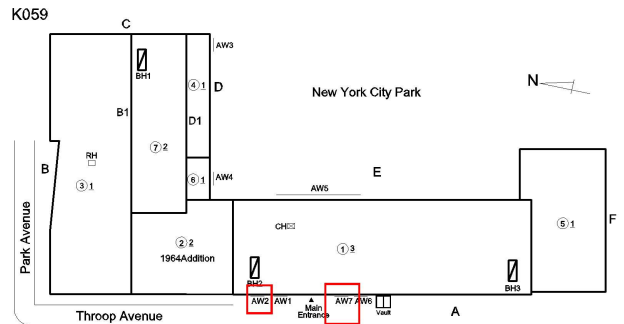 K059
C
AW3
BH1
④ 1
D
New York City Park
N
B1
D1
⑦ 2
RH
B
③ 1
⑥ 1
AW4
E
AW5
Park Avenue
CH
① 3
⑤ 1
F
② 2
1964Addition
BH2
BH3
AW2
AW1
Main
Entrance
AW7
AW6
Vault
A
Throop Avenue